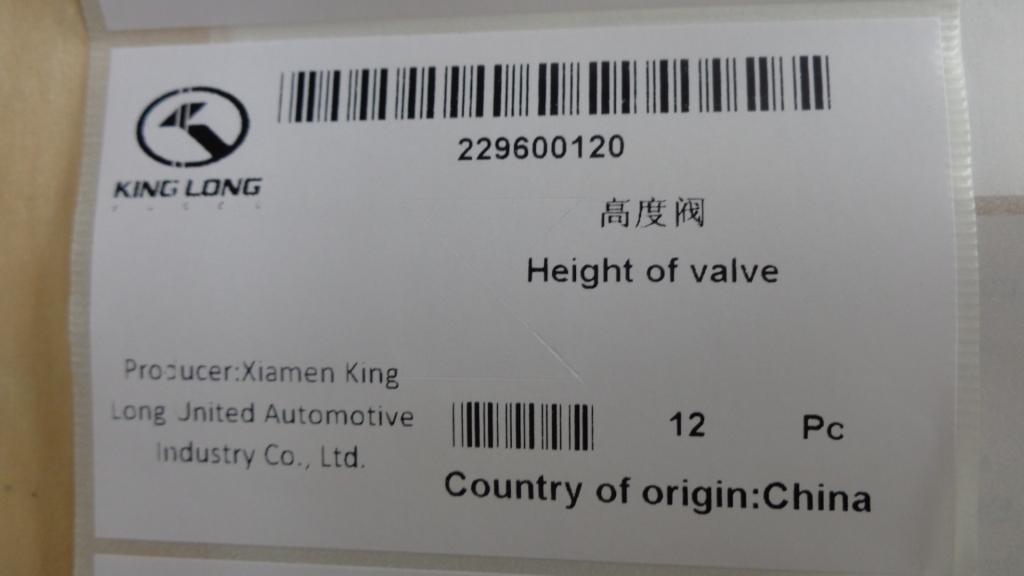 KING LONG
229600120
高度阀
Height of valve
Producer:Xiamen King
Long United Automotive
Industry Co., Ltd.
12 Pc
Country of origin:China